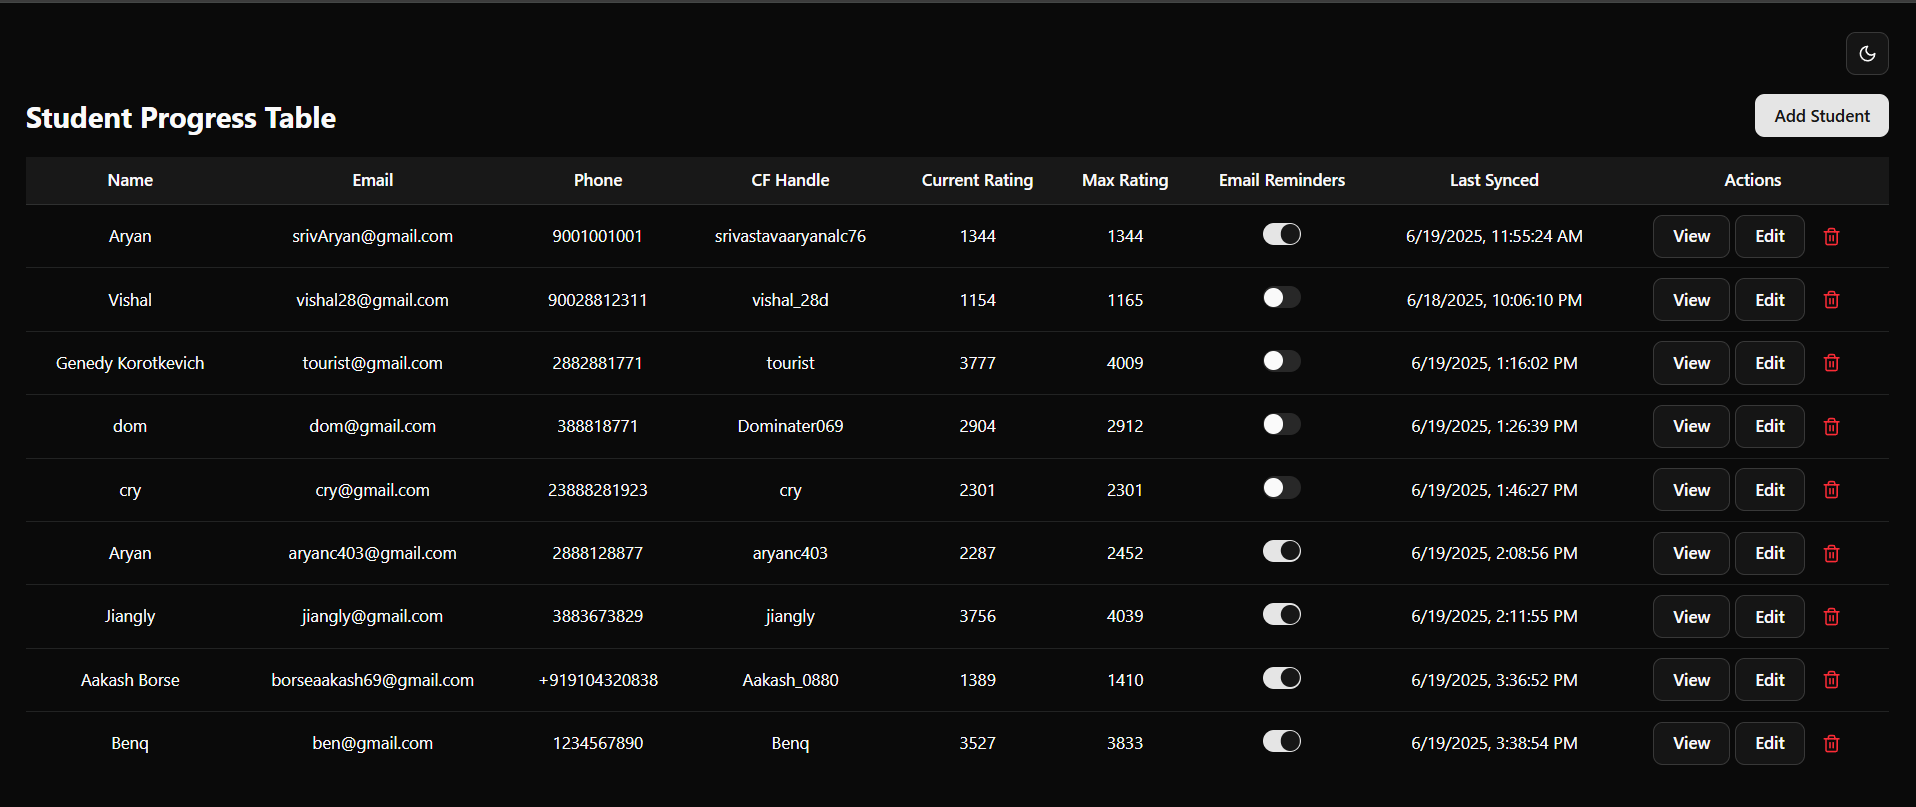 Student Progress Table
Add Student
Name Email Phone CF Handle Current Rating Max Rating Email Reminders Last Synced Actions
Aryan srivAryan@gmail.com 9001001001 srivastavaaryanalc76 1344 1344 6/19/2025, 11:55:24 AM View Edit
Vishal vishal28@gmail.com 90028812311 vishal_28d 1154 1165 6/18/2025, 10:06:10 PM View Edit
Genedy Korotkevich tourist@gmail.com 2882881771 tourist 3777 4009 6/19/2025, 1:16:02 PM View Edit
dom dom@gmail.com 388818771 Dominater069 2904 2912 6/19/2025, 1:26:39 PM View Edit
cry cry@gmail.com 23888281923 cry 2301 2301 6/19/2025, 1:46:27 PM View Edit
Aryan aryanc403@gmail.com 2888128877 aryanc403 2287 2452 6/19/2025, 2:08:56 PM View Edit
Jiangly jiangly@gmail.com 3883673829 jiangly 3756 4039 6/19/2025, 2:11:55 PM View Edit
Aakash Borse borseaakash69@gmail.com +919104320838 Aakash_0880 1389 1410 6/19/2025, 3:36:52 PM View Edit
Benq ben@gmail.com 1234567890 Benq 3527 3833 6/19/2025, 3:38:54 PM View Edit